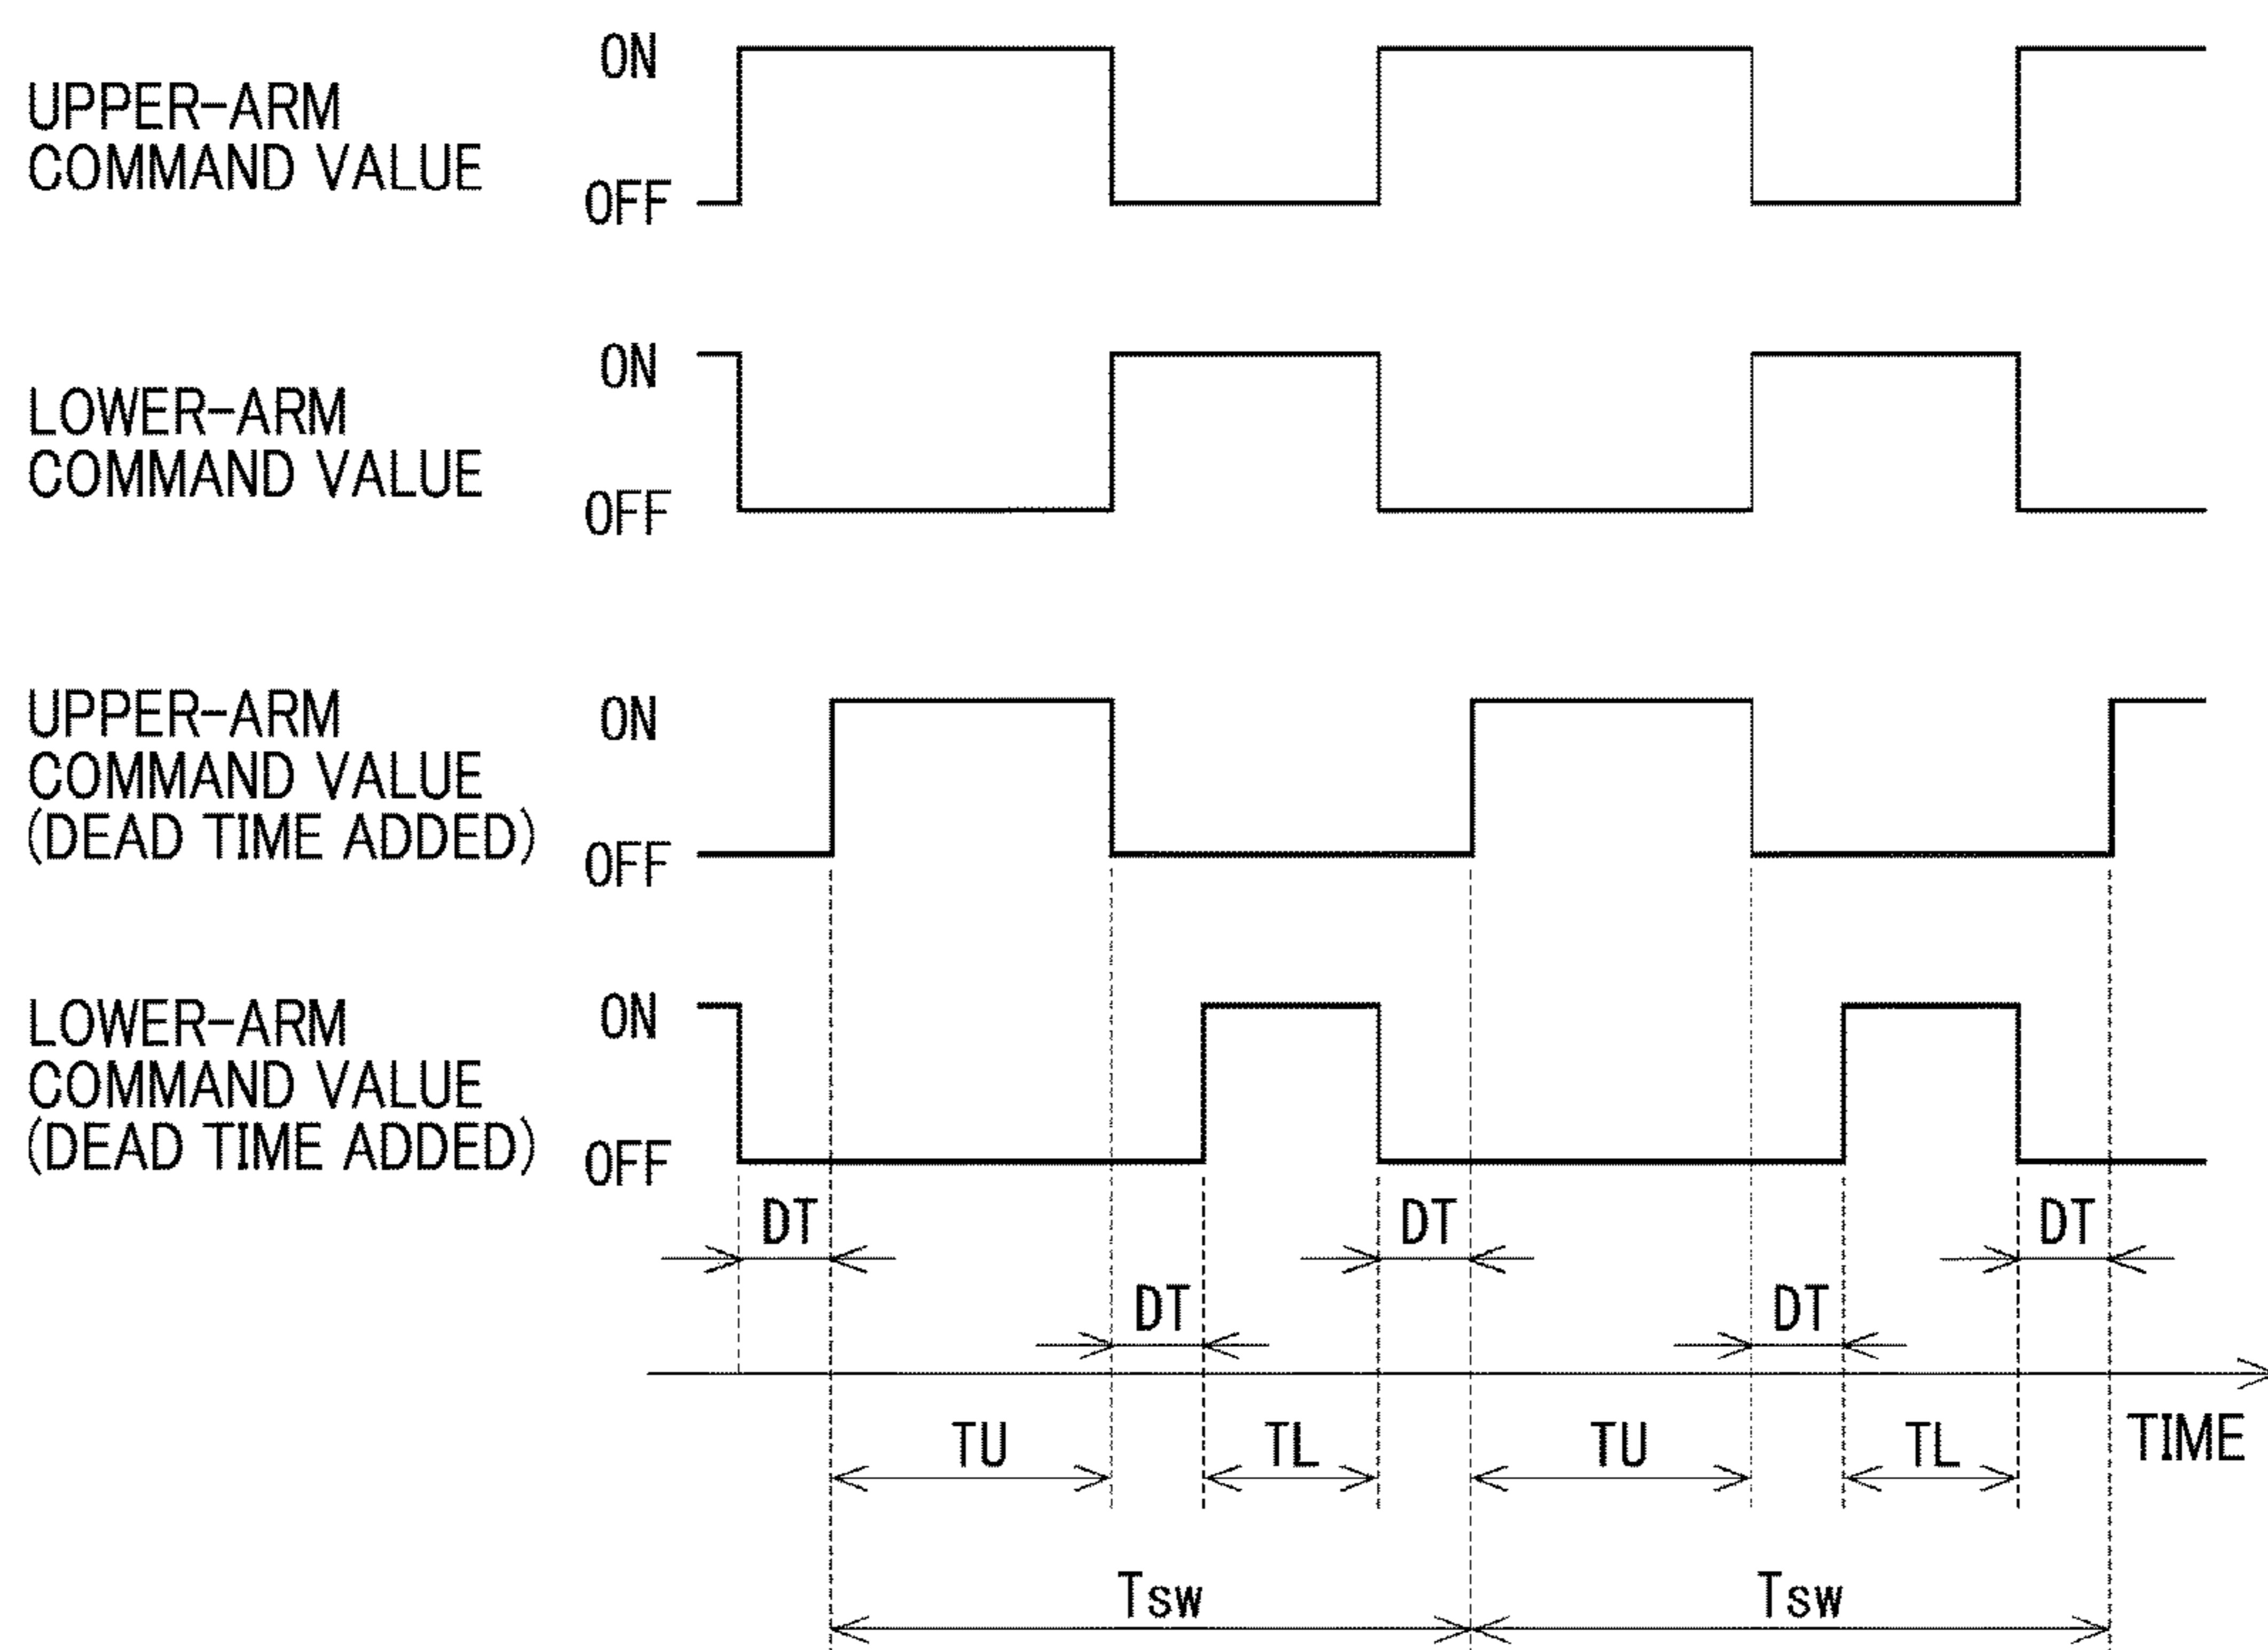 ON
UPPER-ARM
COMMAND VALUE
OFF
ON
LOWER-ARM
COMMAND VALUE
OFF
UPPER-ARM
ON
COMMAND VALUE
(DEAD TIME ADDED)
OFF
LOWER-ARM
ON
COMMAND VALUE
(DEAD TIME ADDED)
OFF
DT DT DT
DT DT
TU TL TU TL TIME
Tsw Tsw